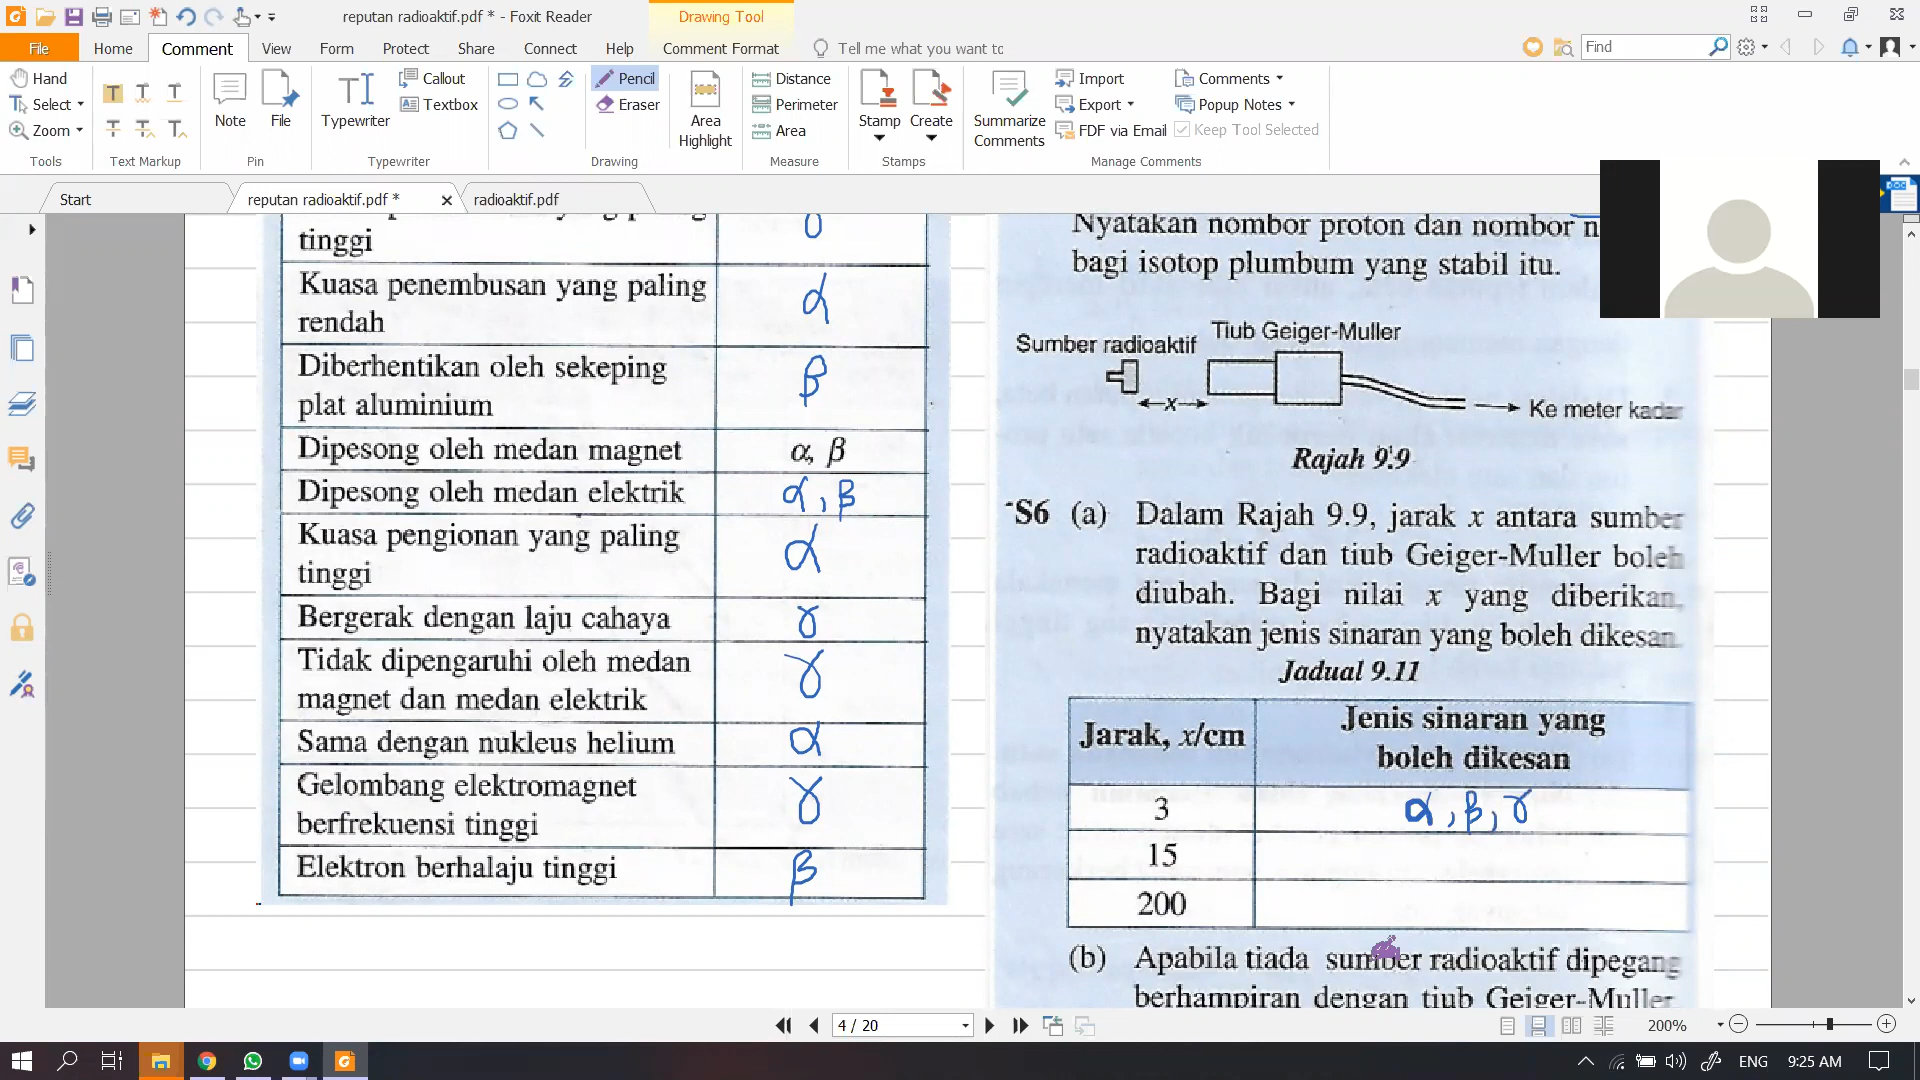 reputan radioaktif.pdf * - Foxit Reader
Drawing Tool
File Home Comment View Form Protect Share Connect Help Comment Format Tell me what you want to
Find
Hand
Select
Zoom
Tools
Text Markup
Note
File
Pin
Typewriter
Callout
Textbox
Typewriter
Pencil
Eraser
Area
Highlight
Drawing
Distance
Perimeter
Area
Measure
Stamp
Create
Stamps
Summarize
Comments
Import
Export
FDF via Email
Comments
Popup Notes
Keep Tool Selected
Manage Comments
Start
reputan radioaktif.pdf *
radioaktif.pdf
tinggi
Kuasa penembusan yang paling
rendah α
Diberhentikan oleh sekeping
plat aluminium β
Dipesong oleh medan magnet α, β
Dipesong oleh medan elektrik α, β
Kuasa pengionan yang paling
tinggi α
Bergerak dengan laju cahaya γ
Tidak dipengaruhi oleh medan
magnet dan medan elektrik γ
Sama dengan nukleus helium α
Gelombang elektromagnet
berfrekuensi tinggi γ
Elektron berhalaju tinggi β
Nyatakan nombor proton dan nombor
bagi isotop plumbum yang stabil itu.
Tiub Geiger-Muller
Sumber radioaktif
x
Ke meter kadar
Rajah 9.9
S6 (a) Dalam Rajah 9.9, jarak x antara sumber
radioaktif dan tiub Geiger-Muller boleh
diubah. Bagi nilai x yang diberikan,
nyatakan jenis sinaran yang boleh dikesan.
Jadual 9.11
Jarak, x/cm
Jenis sinaran yang
boleh dikesan
3 α, β, γ
15
200
(b) Apabila tiada sumber radioaktif dipegang
berhampiran dengan tiub Geiger-Muller,
4 / 20
200%
ENG
9:25 AM